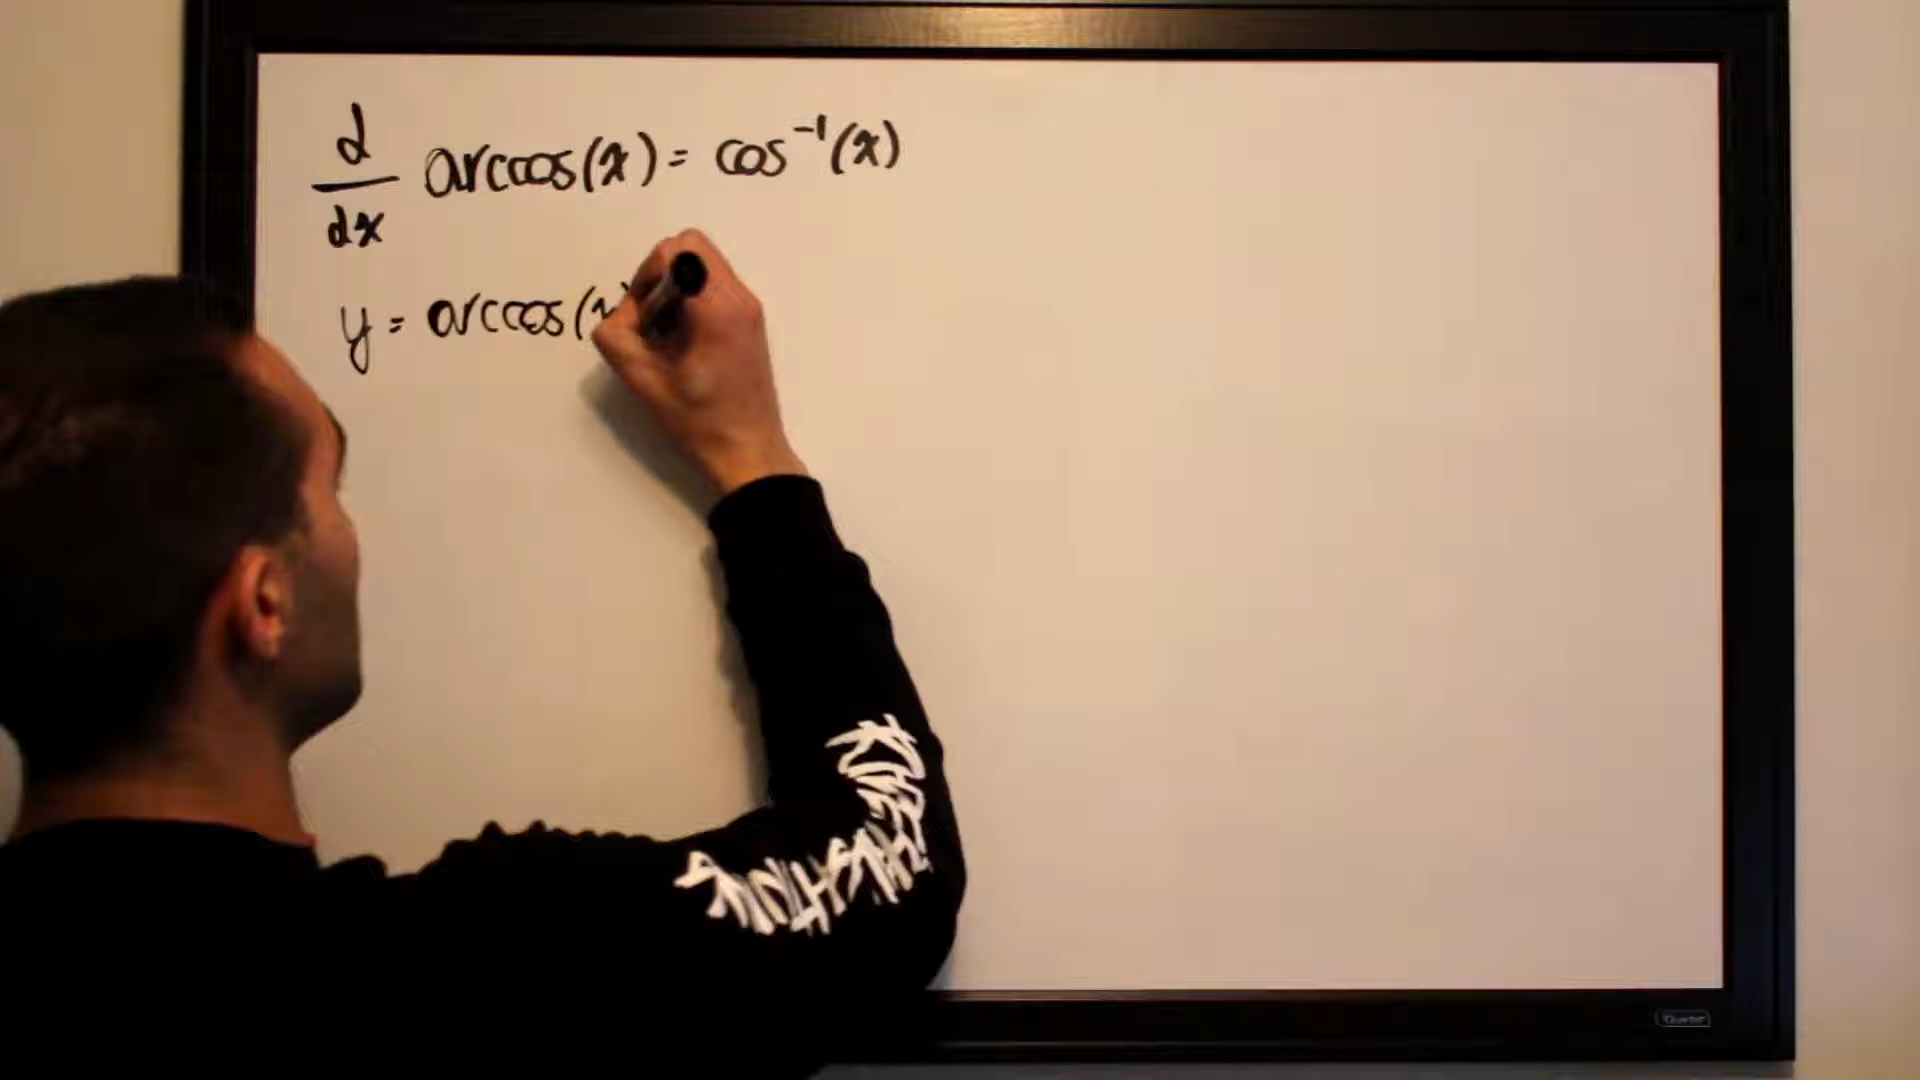 d/dx arccos(x) = cos⁻¹(x)
y = arccos(x)